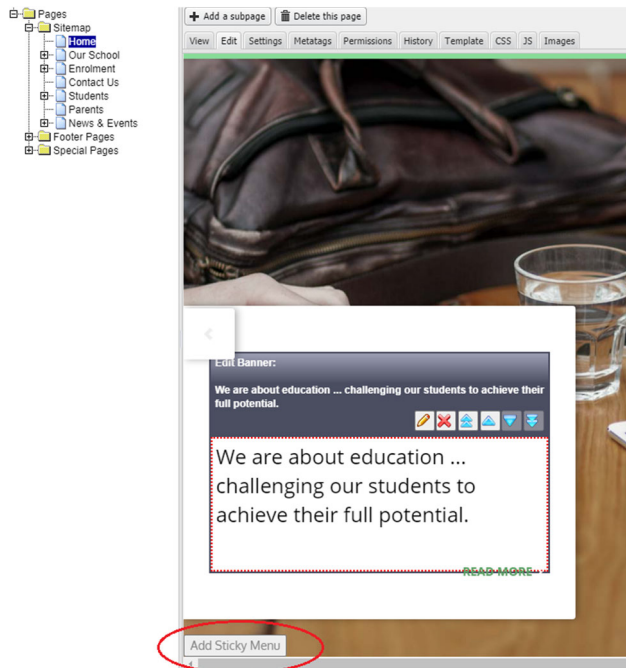 Pages
Sitemap
Home
Our School
Enrolment
Contact Us
Students
Parents
News & Events
Footer Pages
Special Pages
Add a subpage Delete this page
View Edit Settings Metatags Permissions History Template CSS JS Images
Edit Banner:
We are about education ... challenging our students to achieve their
full potential.
We are about education ...
challenging our students to
achieve their full potential.
READ MORE
Add Sticky Menu